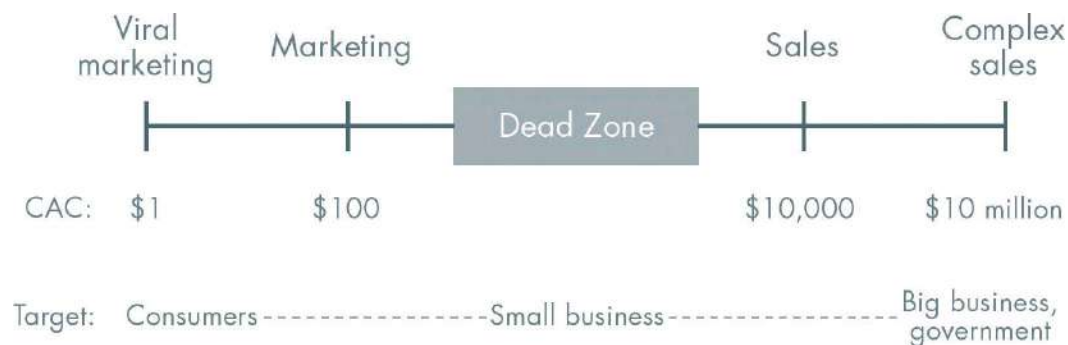 Viral
marketing
Marketing
Sales
Complex
sales
Dead Zone
CAC: $1 $100 $10,000 $10 million
Target: Consumers Small business Big business,
government